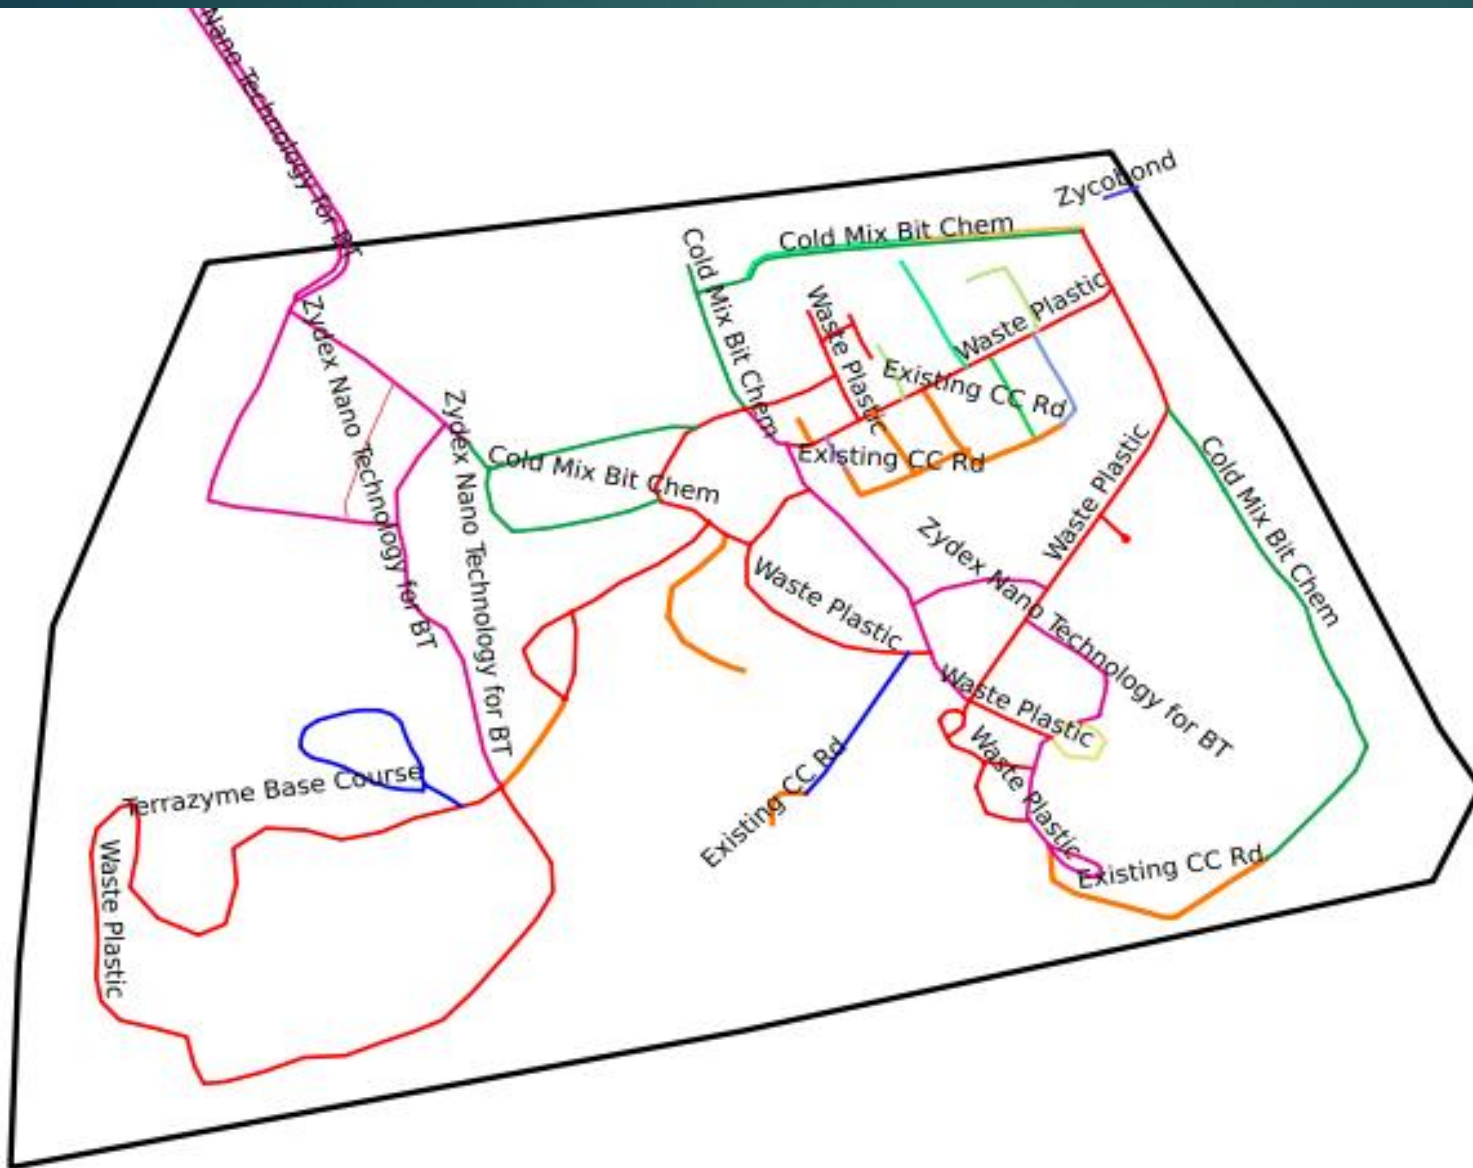 Nano Technology for BT
Zycobond
Cold Mix Bit Chem
Cold Mix Bit Chem
Waste Plastic
Waste Plastic
Existing CC Rd
Existing CC Rd
Zydex Nano Technology for BT
Zydex Nano Technology for BT
Cold Mix Bit Chem
Waste Plastic
Cold Mix Bit Chem
Zydex Nano Technology for BT
Waste Plastic
Waste Plastic
Waste Plastic
Existing CC Rd
Terrazyme Base Course
Waste Plastic
Existing CC Rd